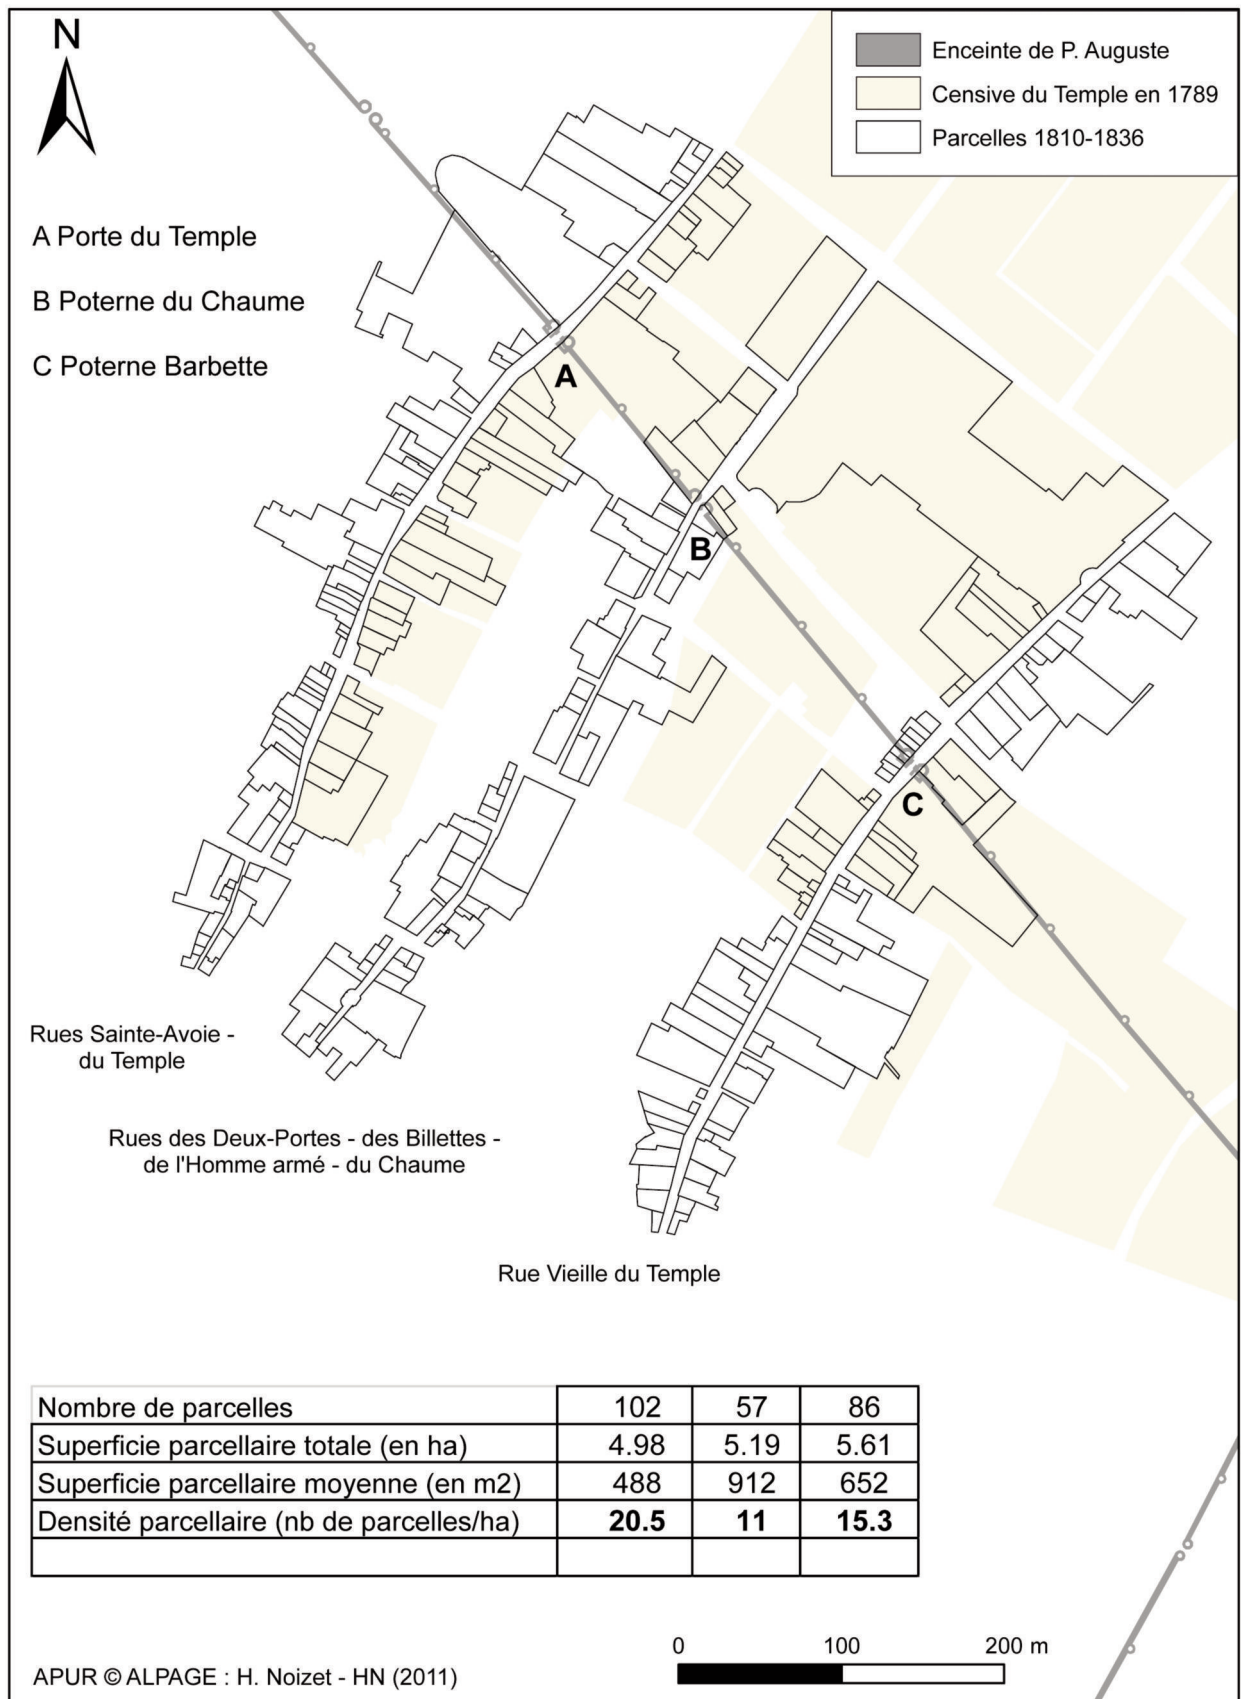 N
Enceinte de P. Auguste
Censive du Temple en 1789
Parcelles 1810-1836
A Porte du Temple
B Poterne du Chaume
C Poterne Barbette
A
B
C
Rues Sainte-Avoie -
du Temple
Rues des Deux-Portes - des Billettes -
de l'Homme armé - du Chaume
Rue Vieille du Temple
Nombre de parcelles 102 57 86
Superficie parcellaire totale (en ha) 4.98 5.19 5.61
Superficie parcellaire moyenne (en m2) 488 912 652
Densité parcellaire (nb de parcelles/ha) 20.5 11 15.3
0 100 200 m
APUR © ALPAGE : H. Noizet - HN (2011)